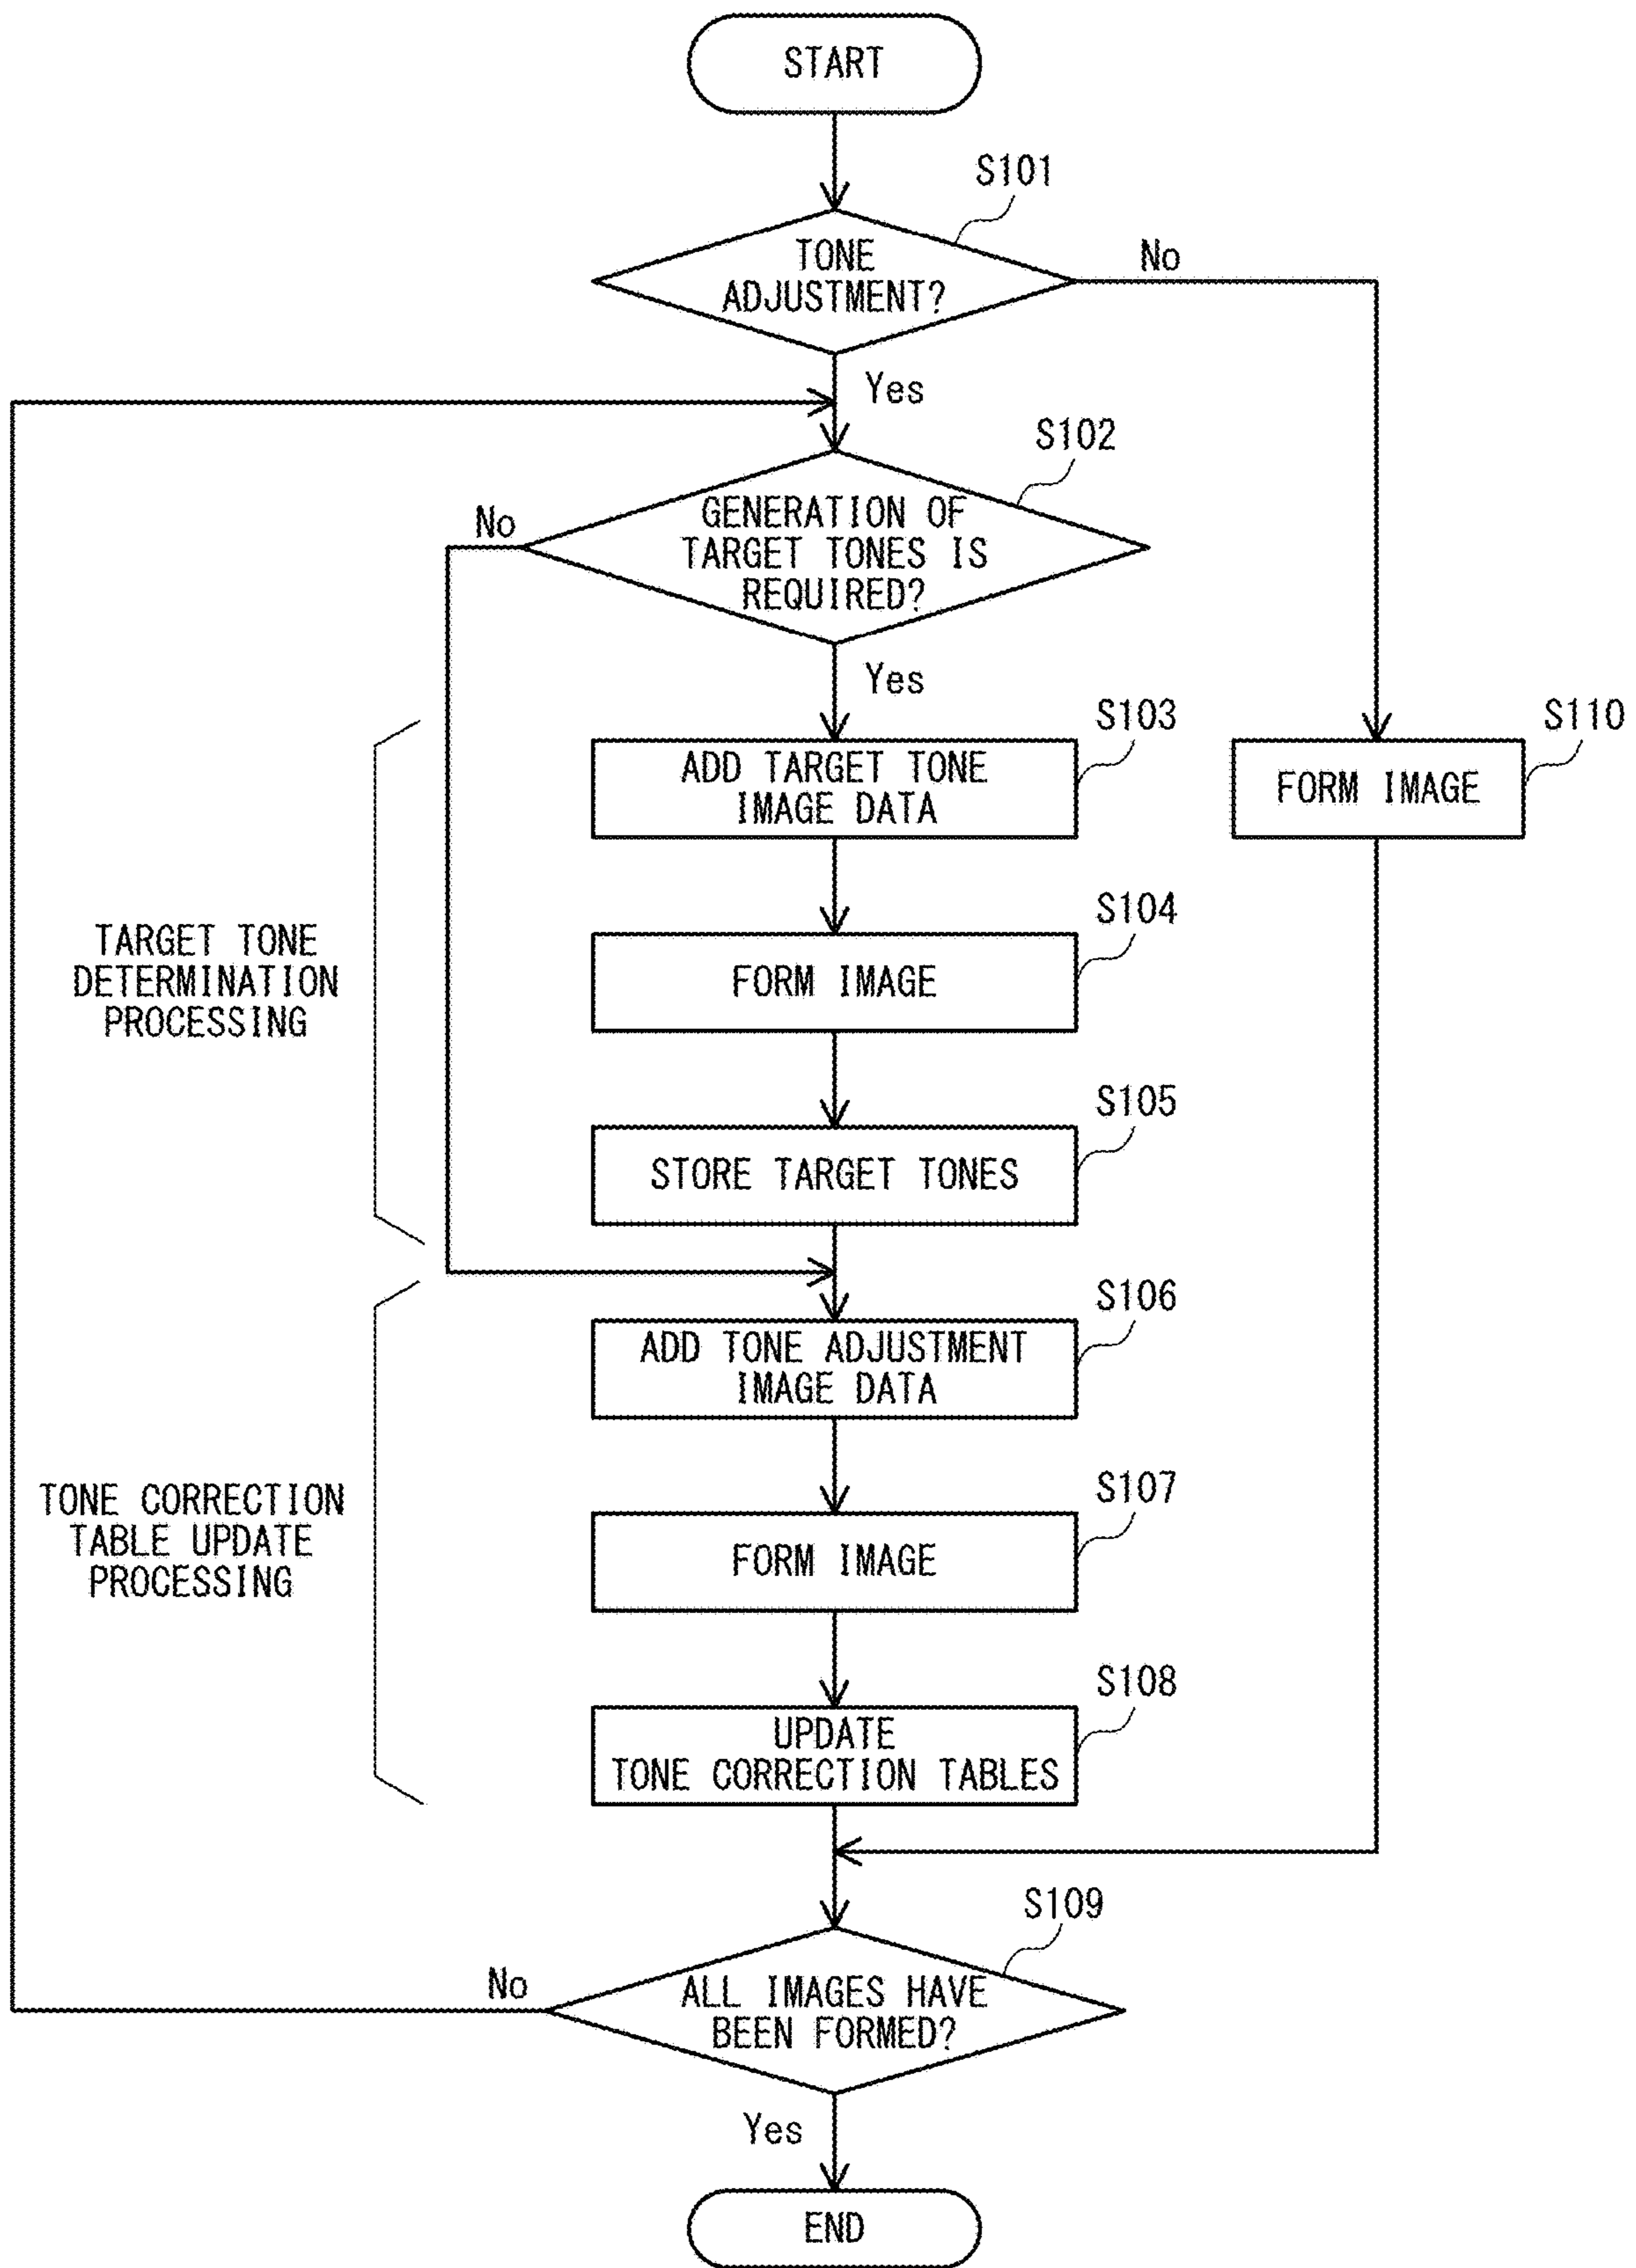 START
S101
TONE
ADJUSTMENT?
No
Yes
S102
GENERATION OF
TARGET TONES IS
REQUIRED?
No
Yes
S103
ADD TARGET TONE
IMAGE DATA
S110
FORM IMAGE
S104
FORM IMAGE
TARGET TONE
DETERMINATION
PROCESSING
S105
STORE TARGET TONES
S106
ADD TONE ADJUSTMENT
IMAGE DATA
S107
FORM IMAGE
TONE CORRECTION
TABLE UPDATE
PROCESSING
S108
UPDATE
TONE CORRECTION TABLES
S109
ALL IMAGES HAVE
BEEN FORMED?
No
Yes
END